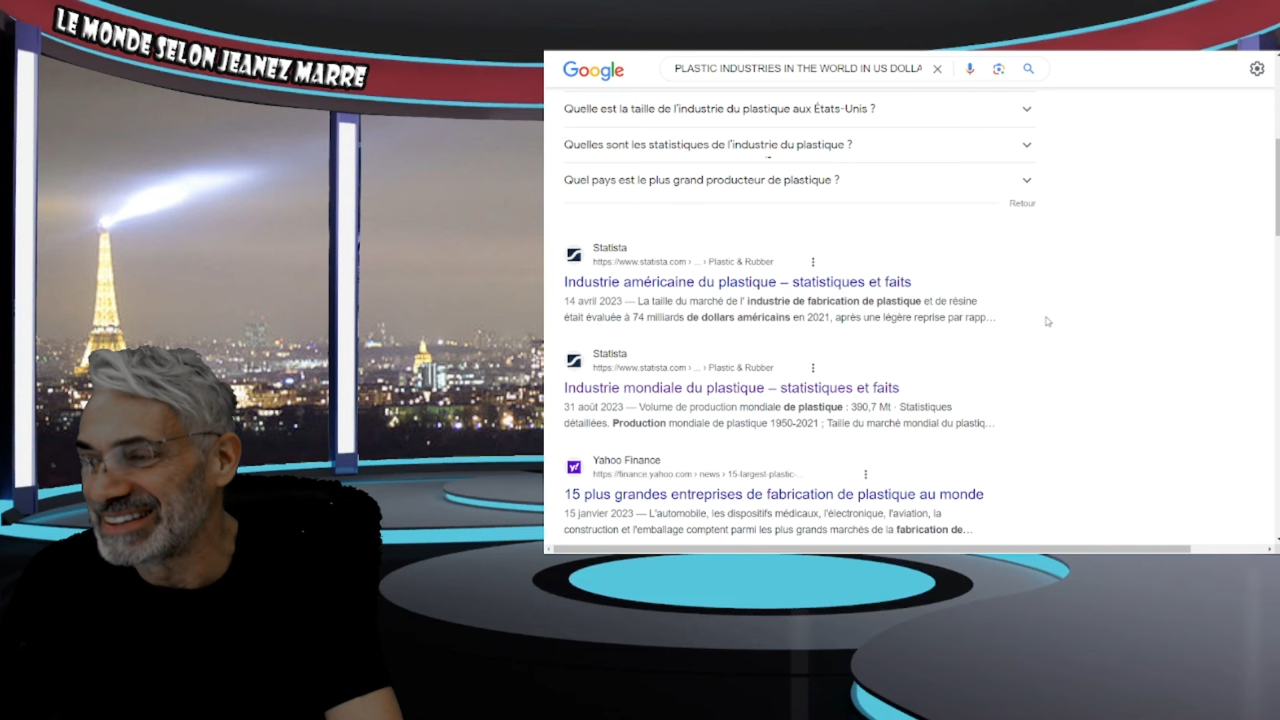 LE MONDE SELON JEANEZ MARRE
Google
PLASTIC INDUSTRIES IN THE WORLD IN US DOLLA
Quelle est la taille de l'industrie du plastique aux États-Unis ?
Quelles sont les statistiques de l'industrie du plastique ?
Quel pays est le plus grand producteur de plastique ?
Retour
Statista
https://www.statista.com › ... › Plastic & Rubber
Industrie américaine du plastique – statistiques et faits
14 avril 2023 — La taille du marché de l' industrie de fabrication de plastique et de résine
était évaluée à 74 milliards de dollars américains en 2021, après une légère reprise par rapp...
Statista
https://www.statista.com › ... › Plastic & Rubber
Industrie mondiale du plastique – statistiques et faits
31 août 2023 — Volume de production mondiale de plastique : 390,7 Mt · Statistiques
détaillées. Production mondiale de plastique 1950-2021 ; Taille du marché mondial du plastiq...
Yahoo Finance
https://finance.yahoo.com › news › 15-largest-plastic-...
15 plus grandes entreprises de fabrication de plastique au monde
15 janvier 2023 — L'automobile, les dispositifs médicaux, l'électronique, l'aviation, la
construction et l'emballage comptent parmi les plus grands marchés de la fabrication de...